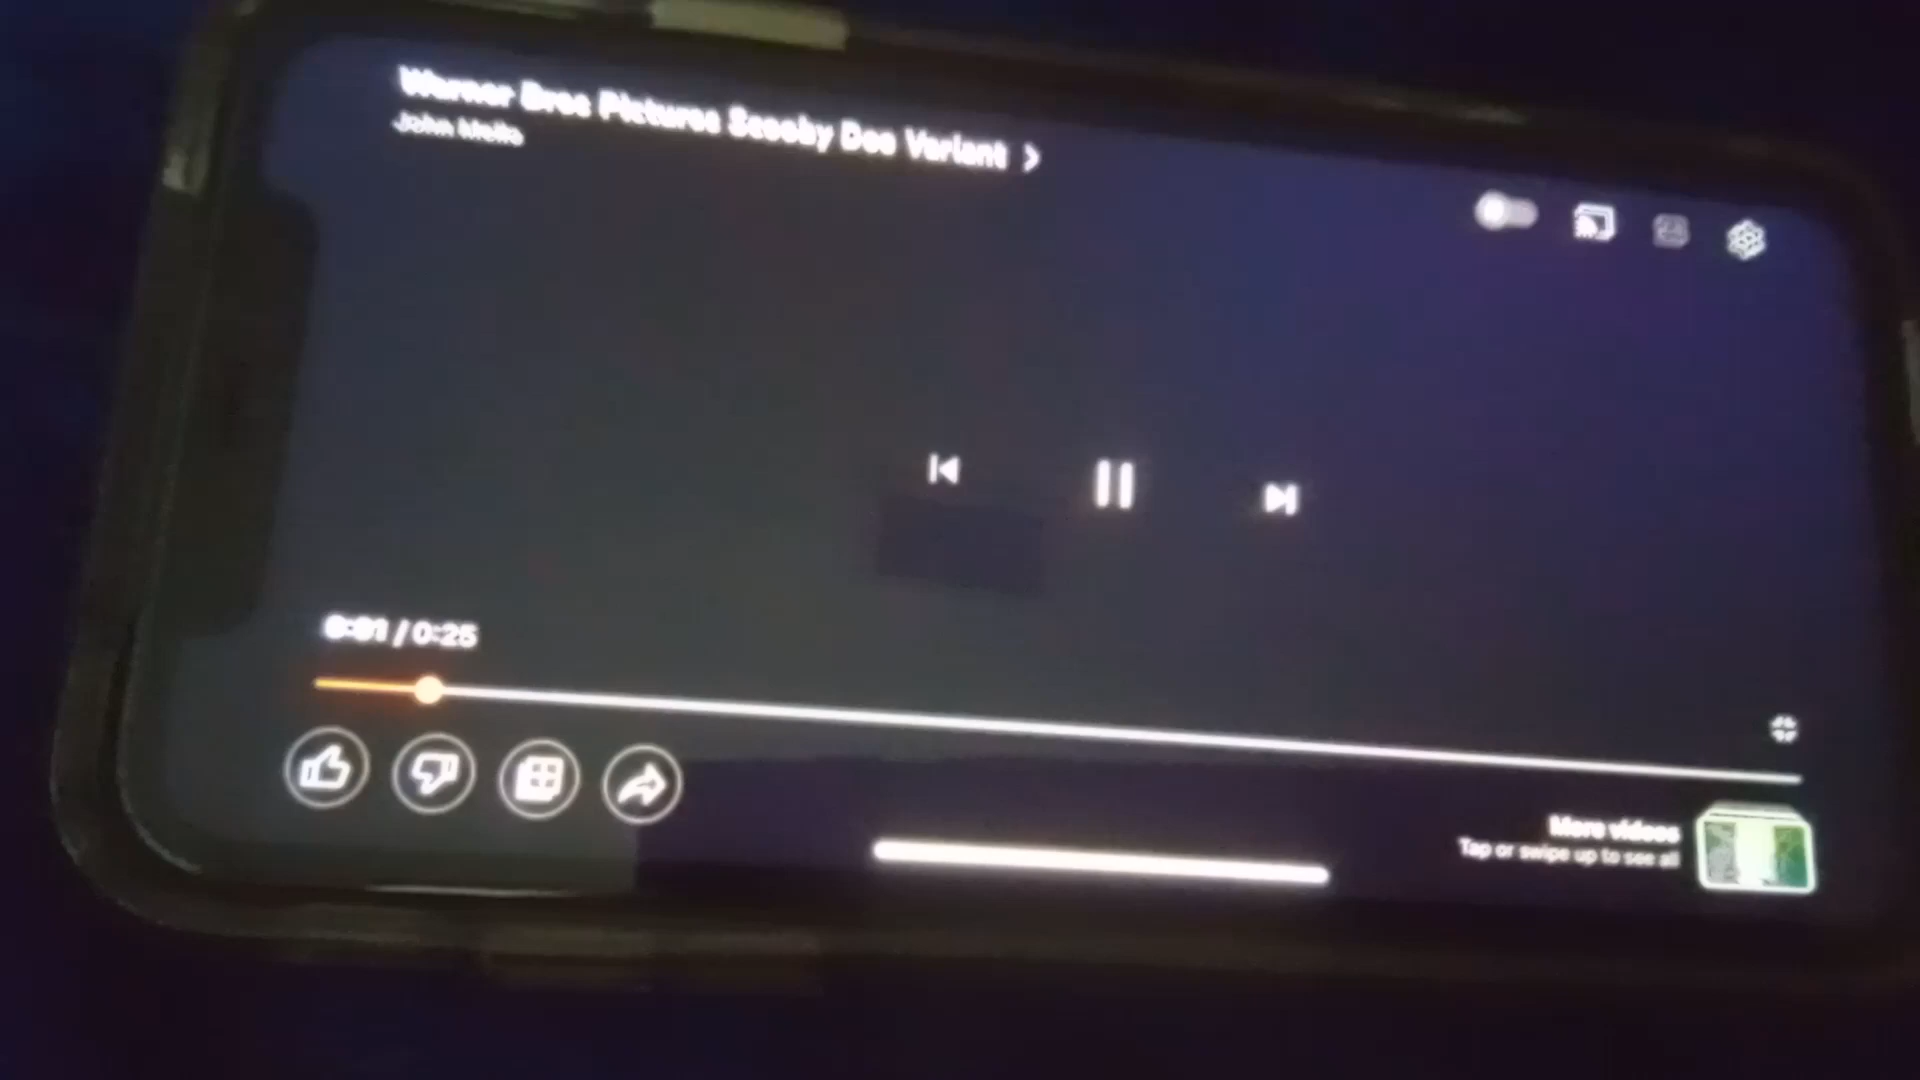 Warner Bros Pictures Scooby Doo Variant
John
0:01 / 0:25
More videos
Tap or swipe up to see all